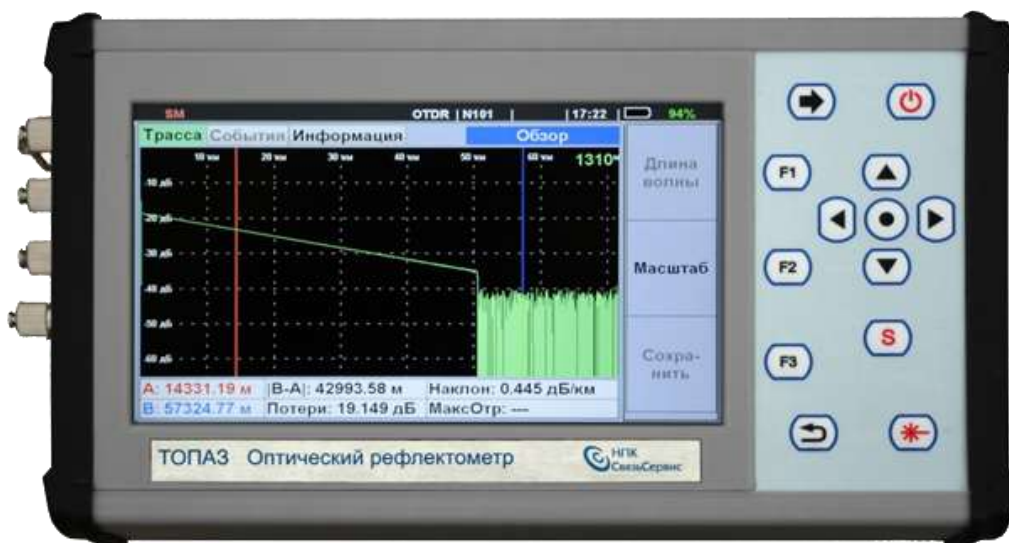 SM OTDR | N101 | | 17:22 | 94%
Трасса События Информация Обзор
10 км 20 км 30 км 40 км 50 км 60 км 1310
-10 дБ
-20 дБ
-30 дБ
-40 дБ
-50 дБ
-60 дБ
A: 14331.19 м |B-A|: 42993.58 м Наклон: 0.445 дБ/км
B: 57324.77 м Потери: 19.149 дБ МаксОтр: ---
Длина
волны
Масштаб
Сохра-
нить
F1
F2
S
F3
ТОПАЗ Оптический рефлектометр
НПК
СвязьСервис